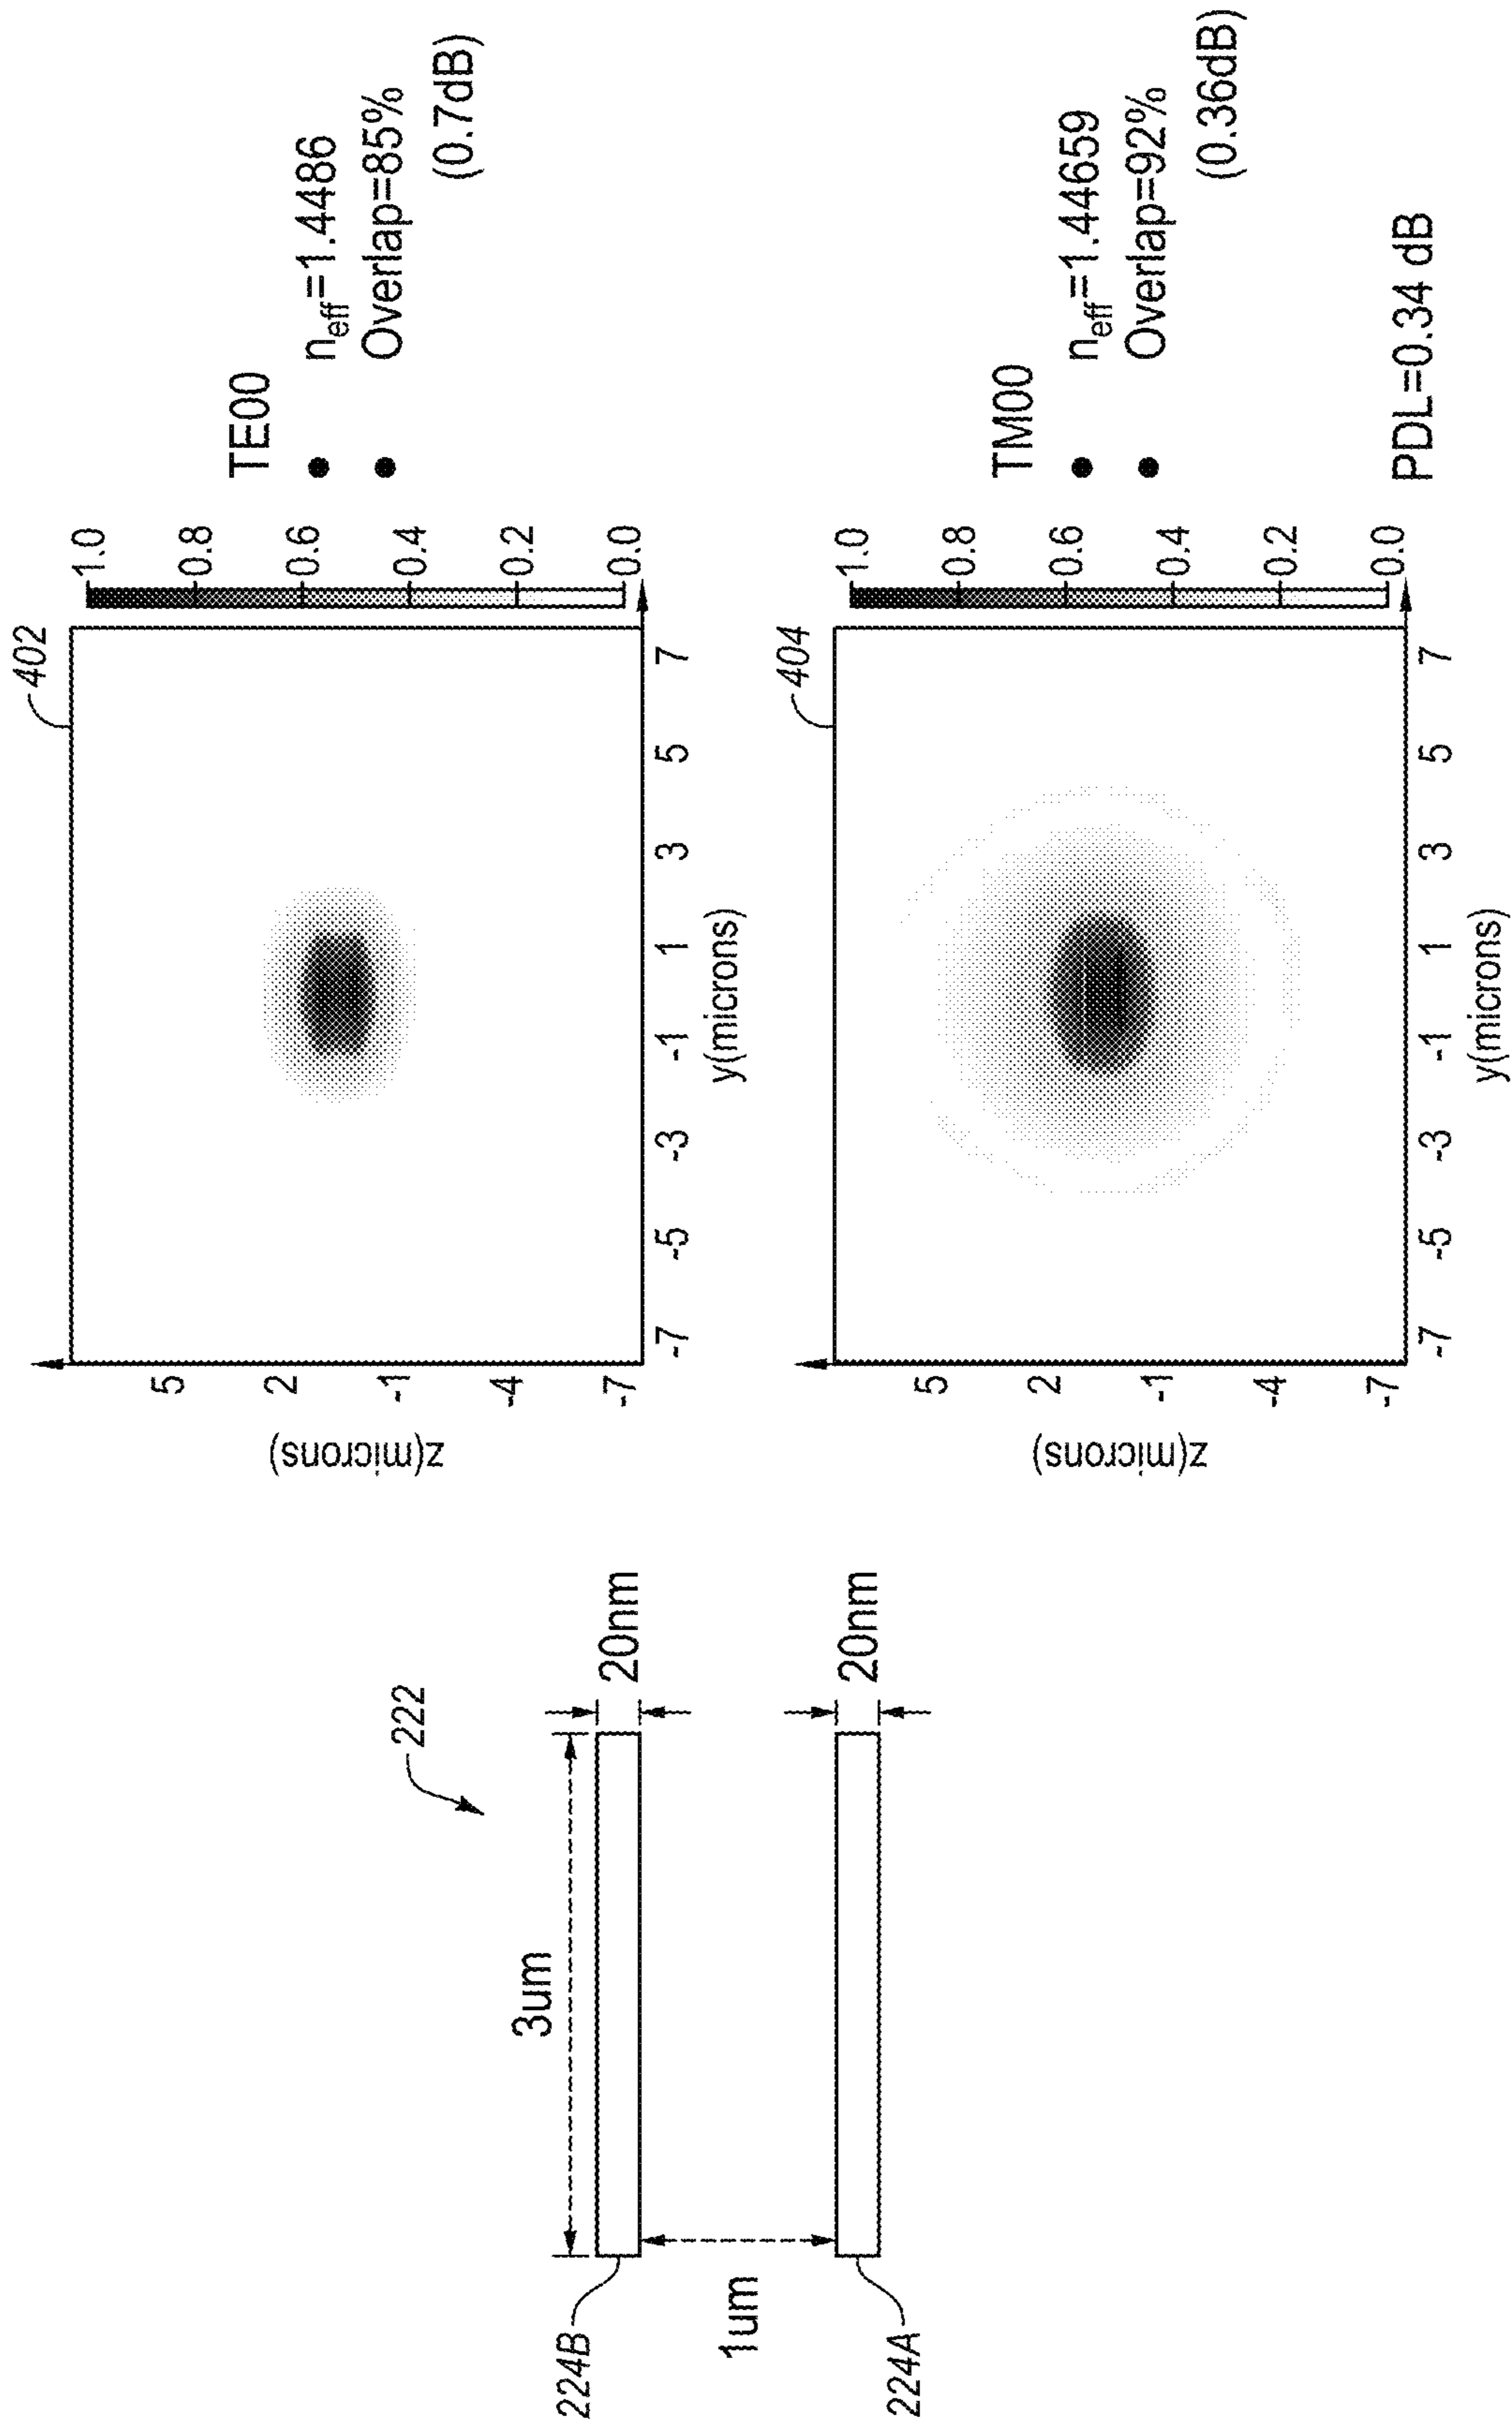 222
3um
20nm
224B
1um
20nm
224A
402
z(microns)
5
2
-1
-4
-7
-7 -5 -3 -1 1 3 5 7
y(microns)
1.0
0.8
0.6
0.4
0.2
0.0
TE00
• neff=1.4486
• Overlap=85%
(0.7dB)
404
z(microns)
5
2
-1
-4
-7
-7 -5 -3 -1 1 3 5 7
y(microns)
1.0
0.8
0.6
0.4
0.2
0.0
TM00
• neff=1.44659
• Overlap=92%
(0.36dB)
PDL=0.34 dB